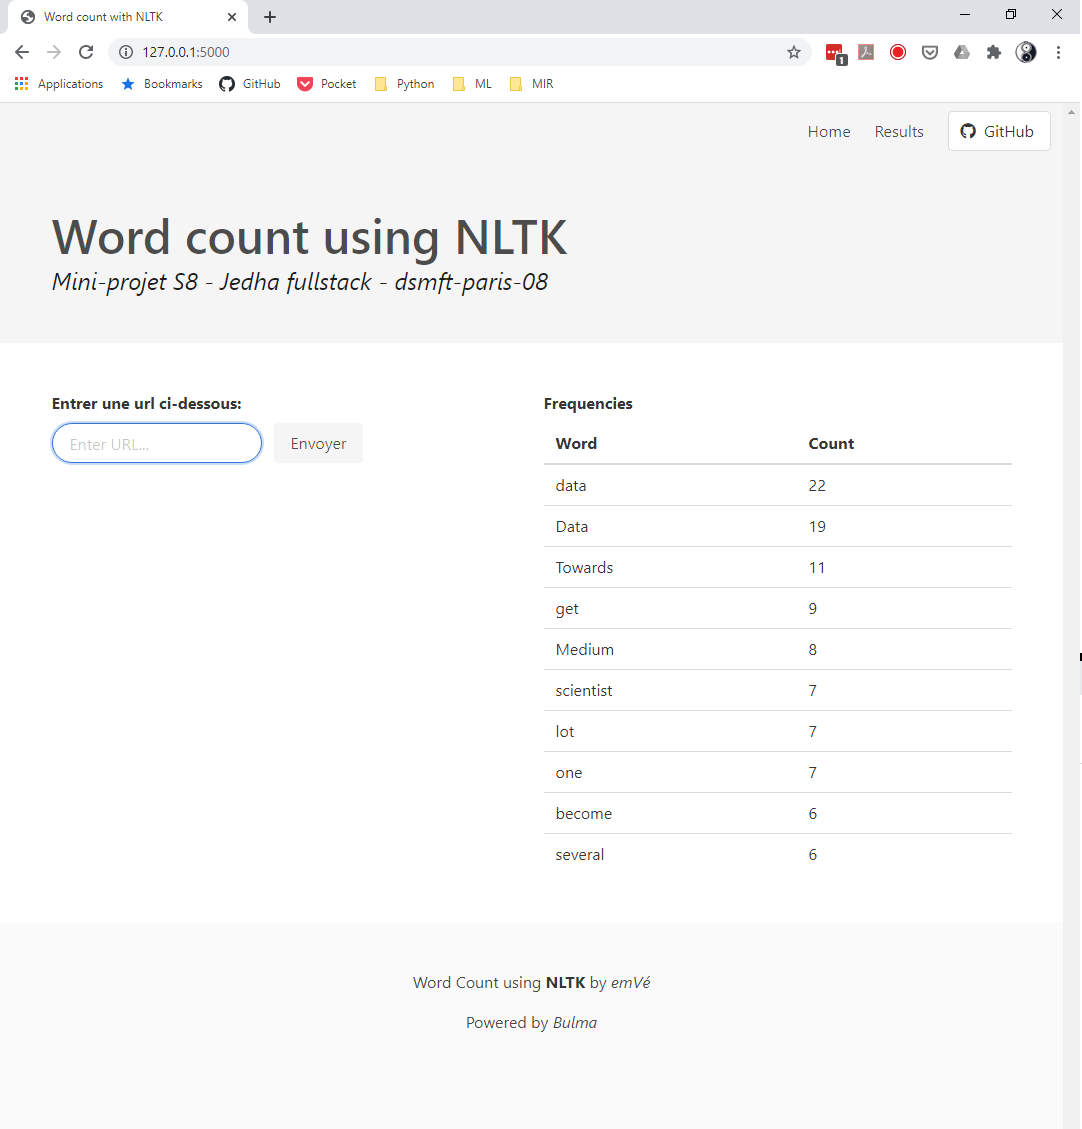 Word count with NLTK
127.0.0.1:5000
1
Applications Bookmarks GitHub Pocket Python ML MIR
Home Results GitHub
Word count using NLTK
Mini-projet S8 - Jedha fullstack - dsmft-paris-08
Entrer une url ci-dessous:
Enter URL...
Envoyer
Frequencies
Word Count
data 22
Data 19
Towards 11
get 9
Medium 8
scientist 7
lot 7
one 7
become 6
several 6
Word Count using NLTK by emVé
Powered by Bulma